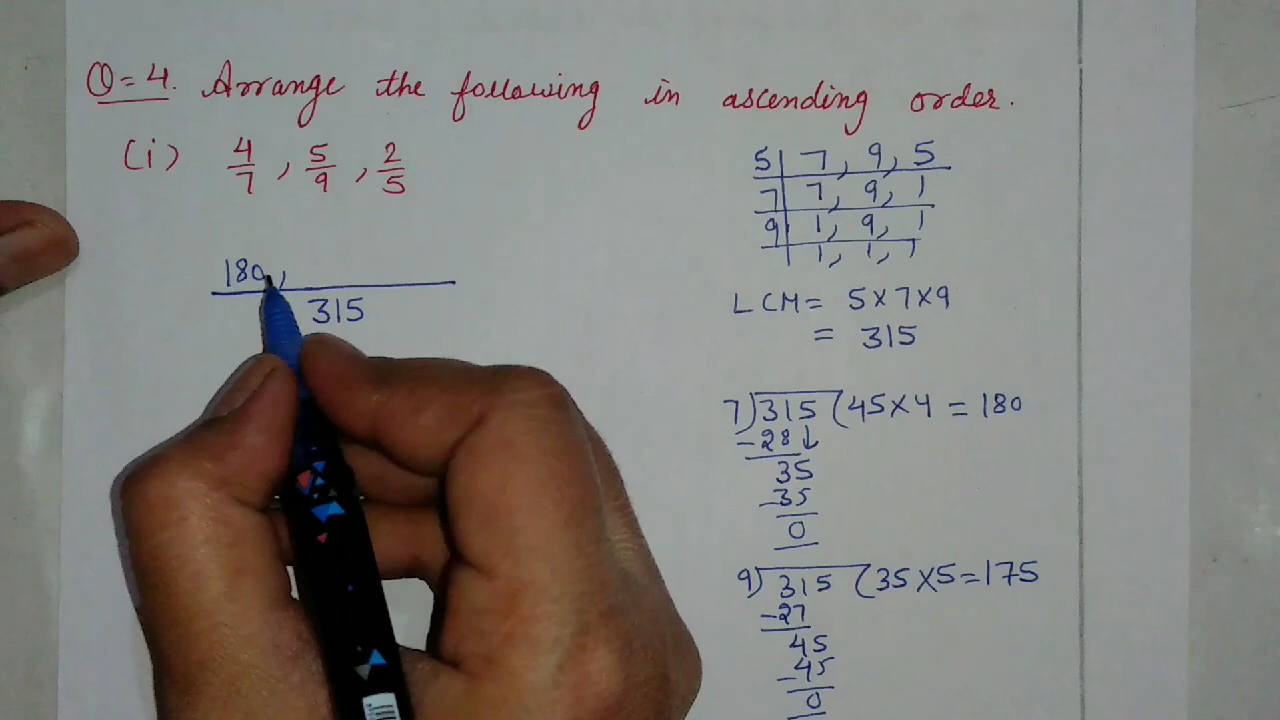 Q=4. Arrange the following in ascending order.
(i) 4/7, 5/9, 2/5
180,
315
5 | 7, 9, 5
7 | 7, 9, 1
9 | 1, 9, 1
1, 1, 1
LCM = 5×7×9
= 315
7)315(45×4 = 180
-28↓
35
-35
0
9)315(35×5=175
-27
45
-45
0